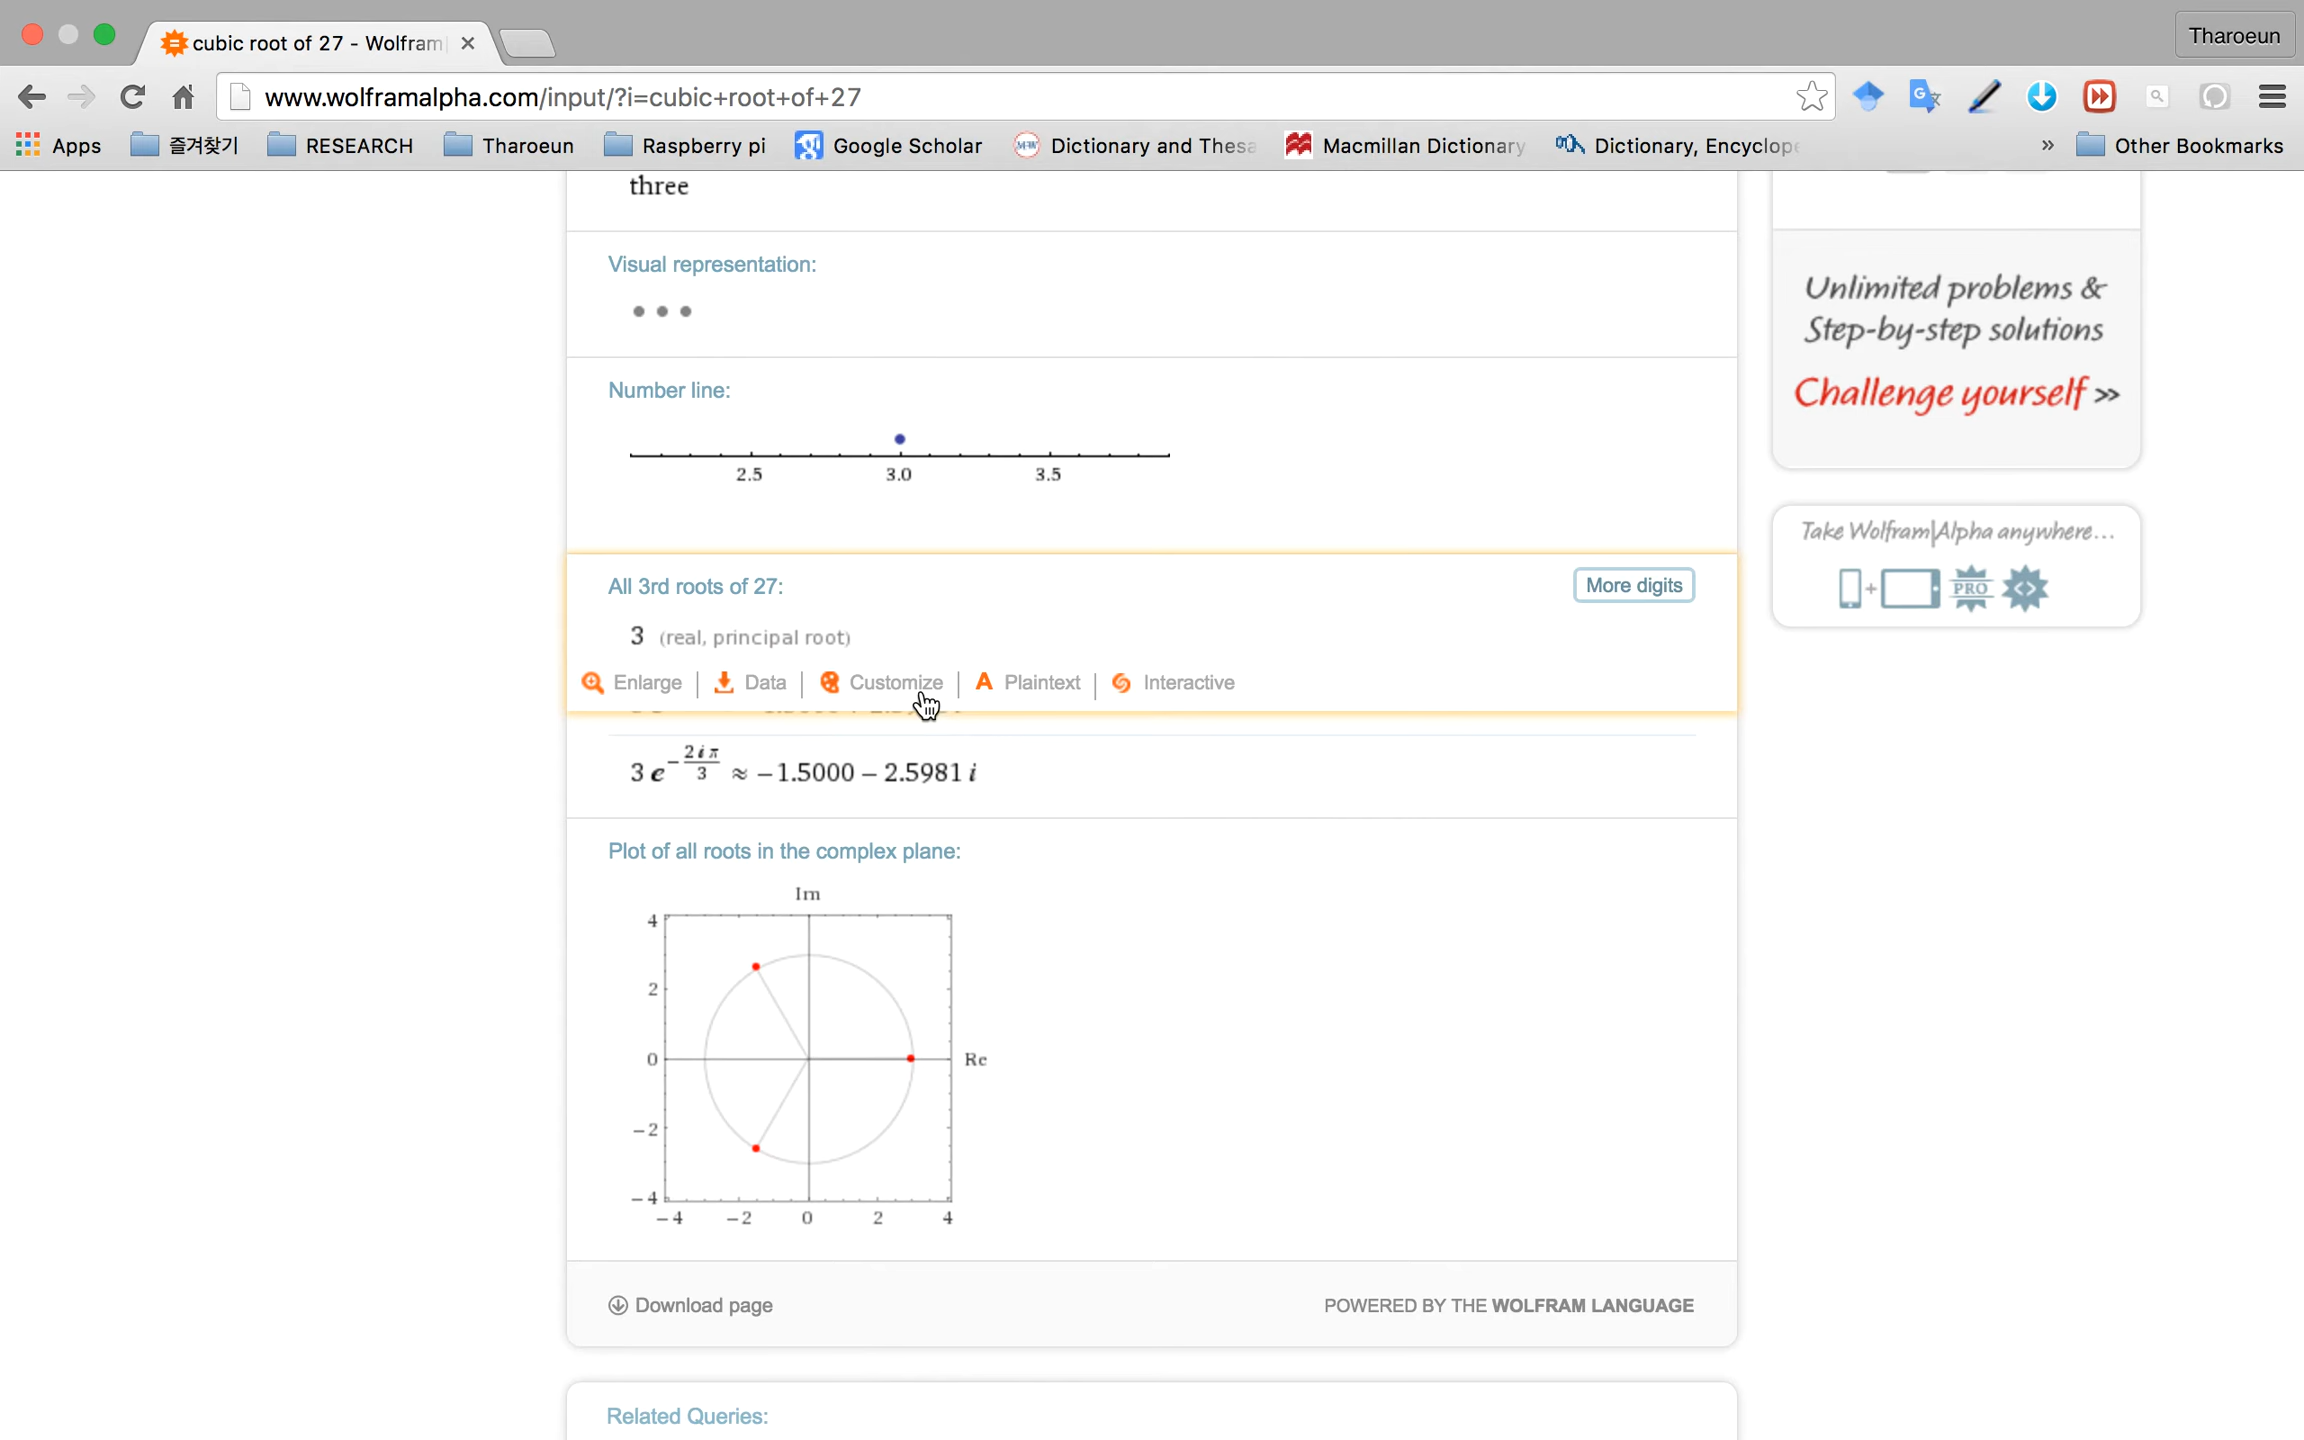 cubic root of 27 - Wolfram
Tharoeun
www.wolframalpha.com/input/?i=cubic+root+of+27
Apps 즐겨찾기 RESEARCH Tharoeun Raspberry pi Google Scholar Dictionary and Thesa Macmillan Dictionary Dictionary, Encyclop » Other Bookmarks
three
Visual representation:
Number line:
2.5 3.0 3.5
All 3rd roots of 27:
More digits
3 (real, principal root)
Enlarge | Data | Customize | A Plaintext | Interactive
3 e^(-2 i π/3) ≈ −1.5000 − 2.5981 i
Plot of all roots in the complex plane:
Im
4
2
0
Re
−2
−4
−4 −2 0 2 4
Download page
POWERED BY THE WOLFRAM LANGUAGE
Related Queries:
Unlimited problems &
Step-by-step solutions
Challenge yourself »
Take Wolfram|Alpha anywhere...
+ PRO <>